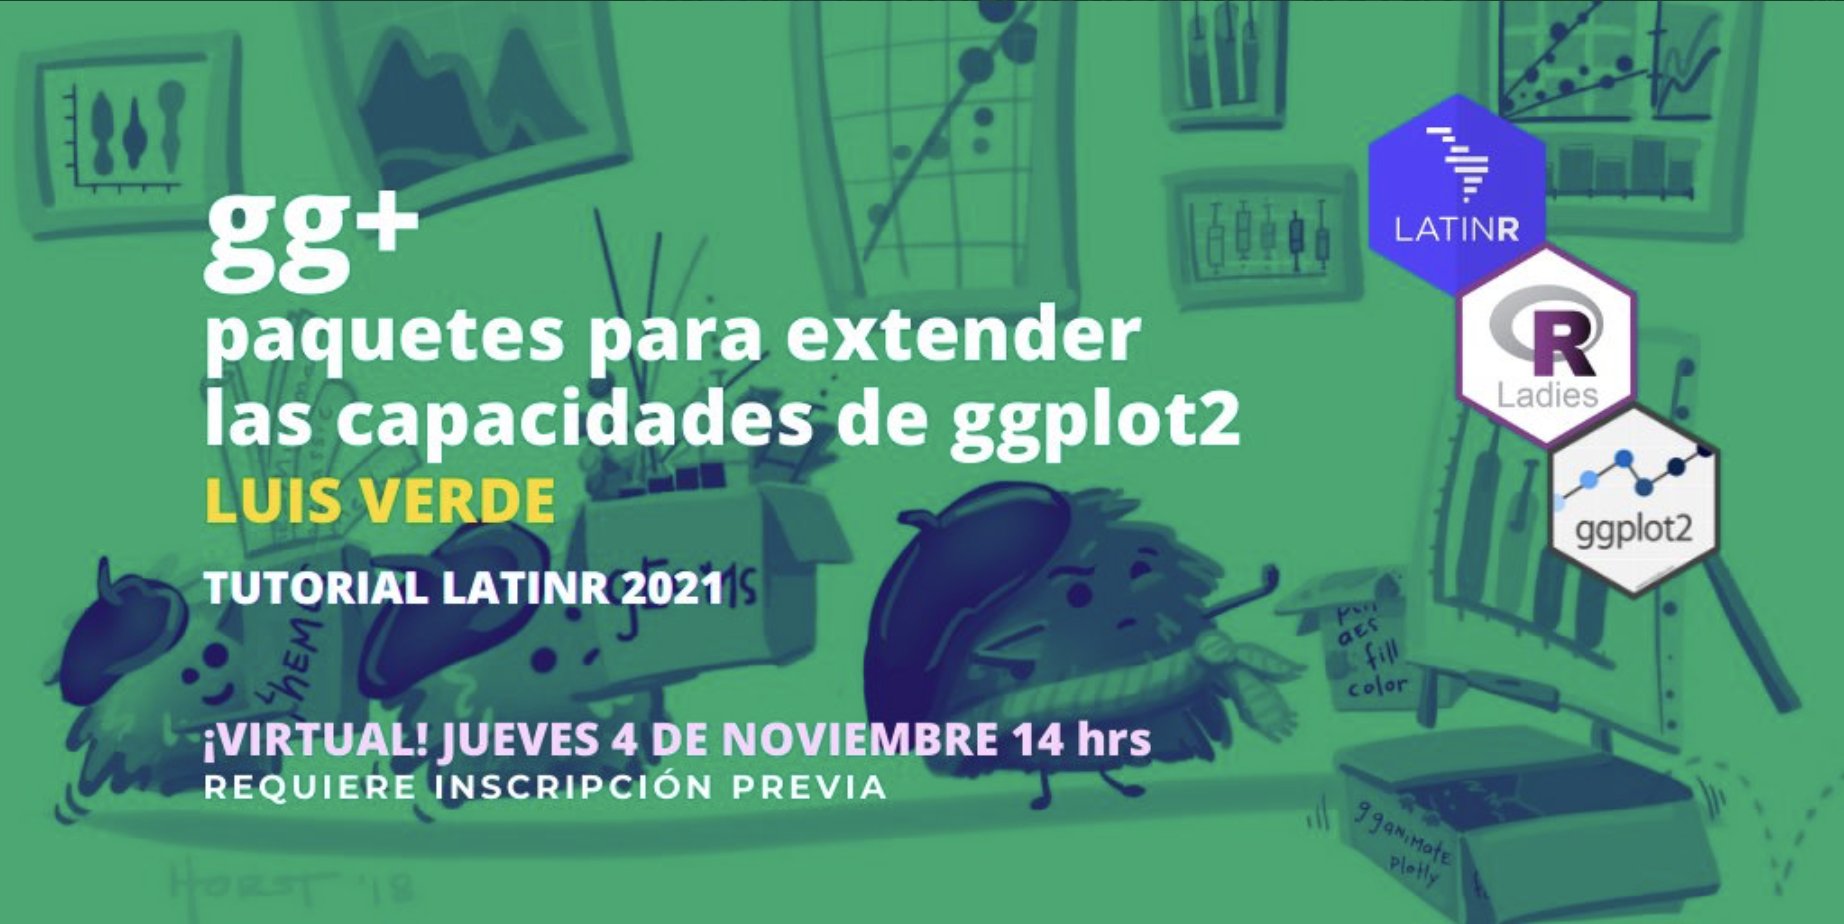 gg+
paquetes para extender
las capacidades de ggplot2
LUIS VERDE
TUTORIAL LATINR 2021
¡VIRTUAL! JUEVES 4 DE NOVIEMBRE 14 hrs
REQUIERE INSCRIPCIÓN PREVIA
LATINR
R
Ladies
ggplot2
aes
fill
color
gganimate
plotly
HORST '18